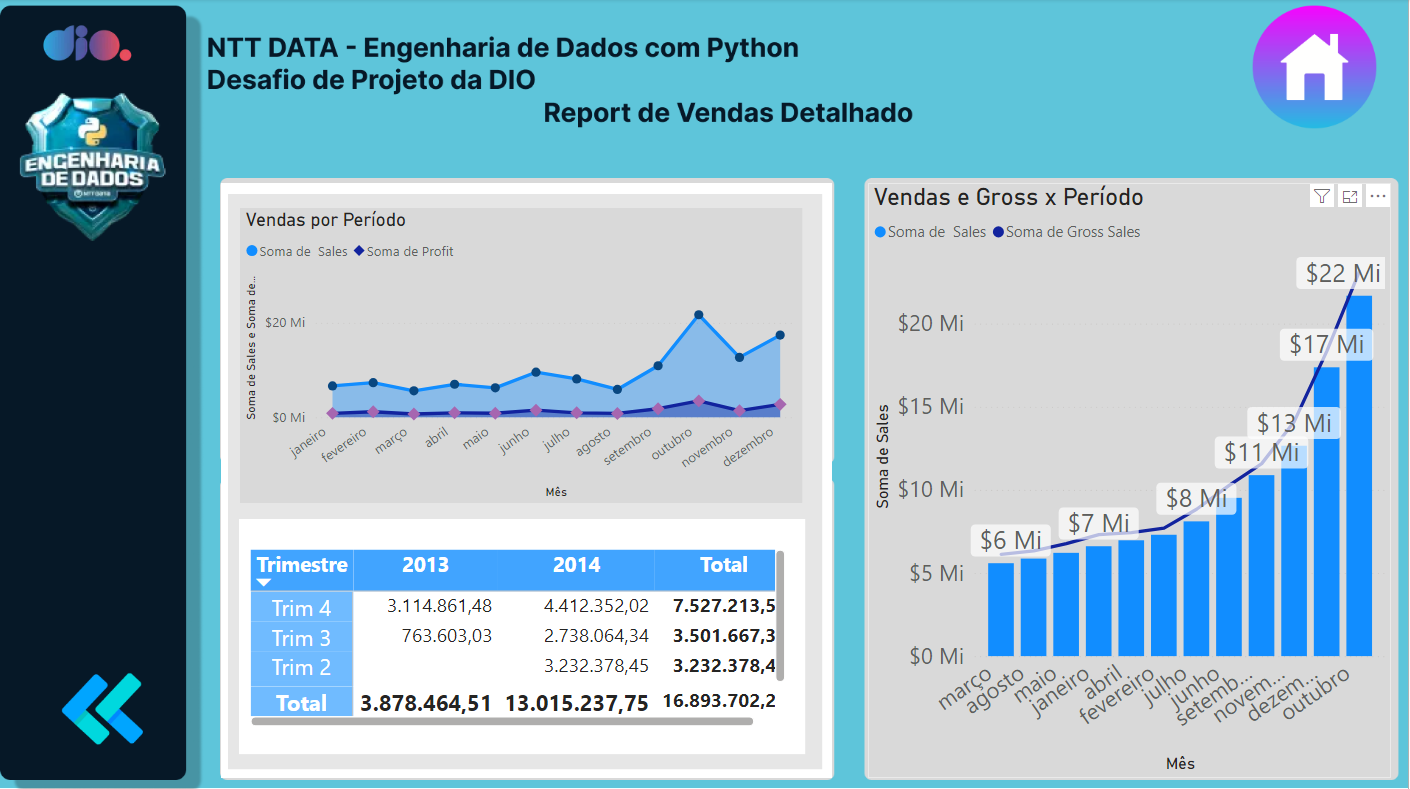 dio.
ENGENHARIA
DE DADOS
NTT DATA
NTT DATA - Engenharia de Dados com Python
Desafio de Projeto da DIO
Report de Vendas Detalhado
Vendas por Período
Soma de Sales Soma de Profit
Soma de Sales e Soma de...
$20 Mi
$0 Mi
janeiro
fevereiro
março
abril
maio
junho
julho
agosto
setembro
outubro
novembro
dezembro
Mês
Trimestre 2013 2014 Total
Trim 4 3.114.861,48 4.412.352,02 7.527.213,5
Trim 3 763.603,03 2.738.064,34 3.501.667,3
Trim 2 3.232.378,45 3.232.378,4
Total 3.878.464,51 13.015.237,75 16.893.702,2
Vendas e Gross x Período
Soma de Sales Soma de Gross Sales
Soma de Sales
$20 Mi
$15 Mi
$10 Mi
$5 Mi
$0 Mi
$6 Mi
$7 Mi
$8 Mi
$11 Mi
$13 Mi
$17 Mi
$22 Mi
março
agosto
maio
janeiro
abril
fevereiro
julho
junho
setemb...
novem...
dezem...
outubro
Mês